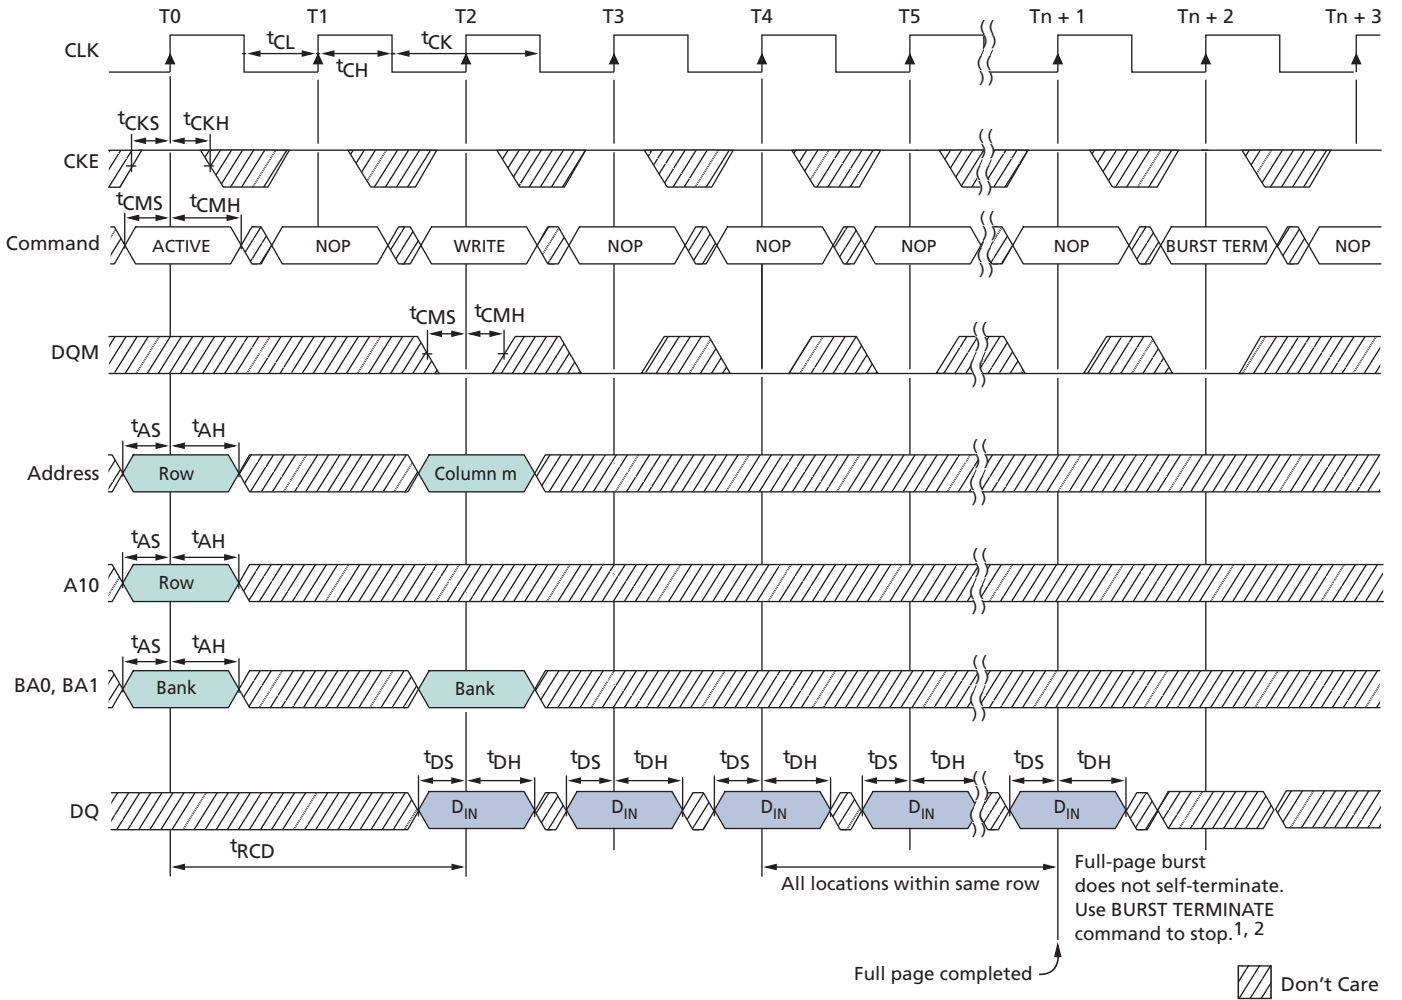 T0 T1 T2 T3 T4 T5 Tn + 1 Tn + 2 Tn + 3
CLK tCL tCH tCK
tCKS tCKH
CKE
tCMS tCMH
Command ACTIVE NOP WRITE NOP NOP NOP NOP BURST TERM NOP
tCMS tCMH
DQM
tAS tAH
Address Row Column m
tAS tAH
A10 Row
tAS tAH
BA0, BA1 Bank Bank
tDS tDH tDS tDH tDS tDH tDS tDH tDS tDH
DQ DIN DIN DIN DIN DIN
tRCD
All locations within same row
Full-page burst
does not self-terminate.
Use BURST TERMINATE
command to stop.1, 2
Full page completed
Don't Care